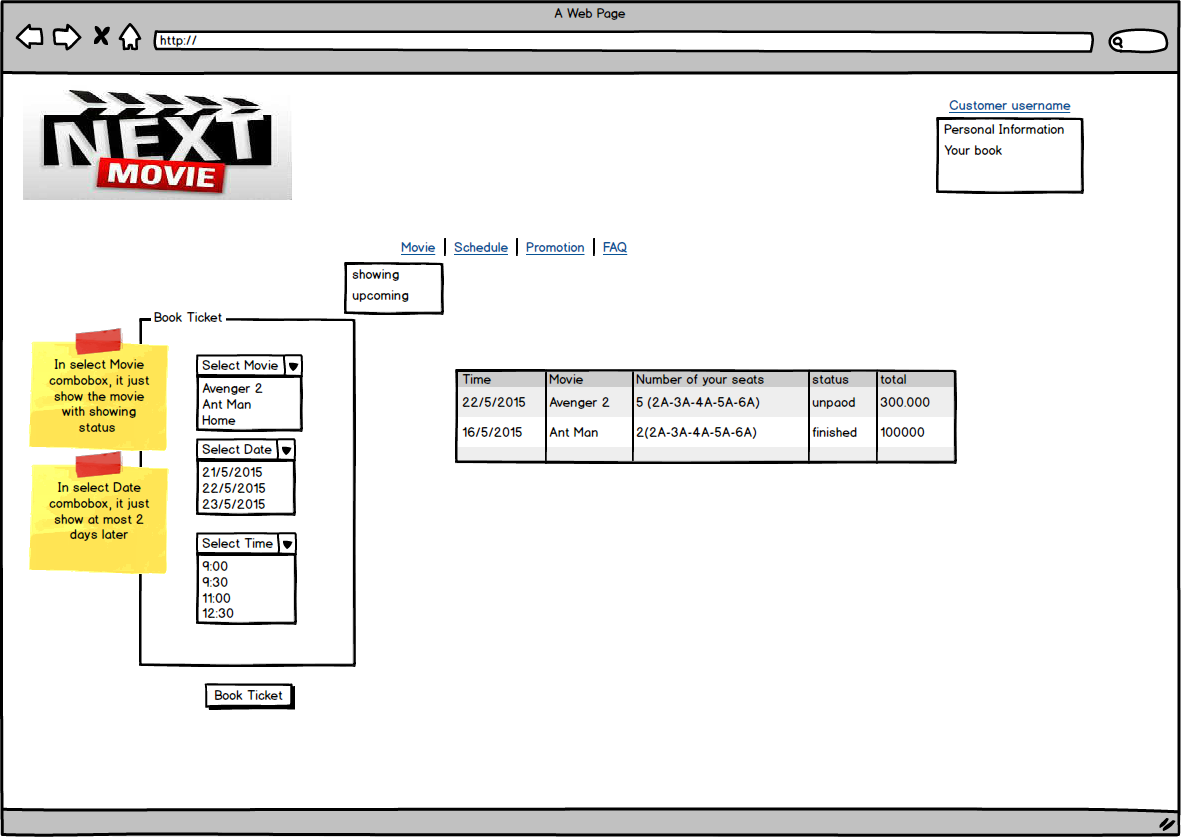 A Web Page
http://
NEXT
MOVIE
Customer username
Personal Information
Your book
Movie
Schedule
Promotion
FAQ
showing
upcoming
Book Ticket
In select Movie
combobox, it just
show the movie
with showing
status
In select Date
combobox, it just
show at most 2
days later
Select Movie
Avenger 2
Ant Man
Home
Select Date
21/5/2015
22/5/2015
23/5/2015
Select Time
9:00
9:30
11:00
12:30
Book Ticket
Time Movie Number of your seats status total
22/5/2015 Avenger 2 5 (2A-3A-4A-5A-6A) unpaod 300.000
16/5/2015 Ant Man 2(2A-3A-4A-5A-6A) finished 100000